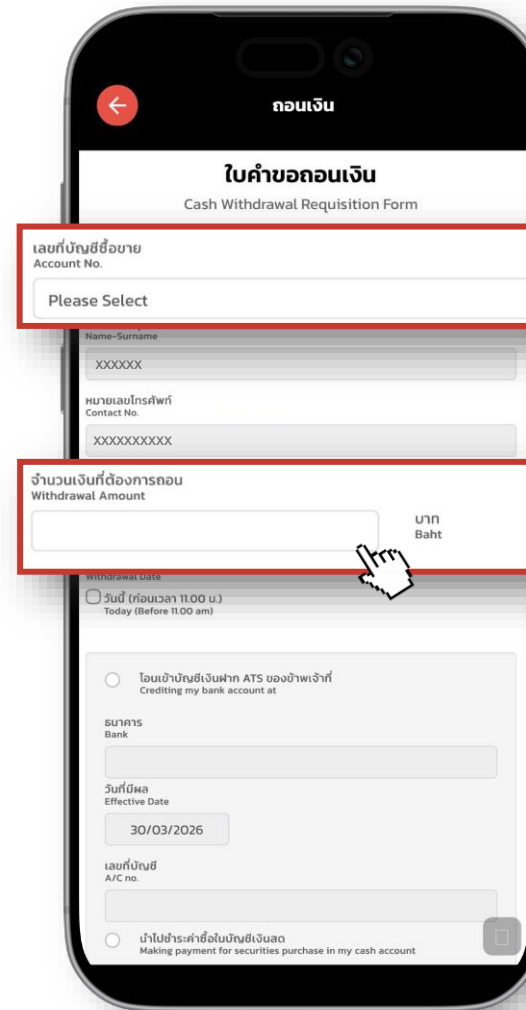 ถอนเงิน
ใบคำขอถอนเงิน
Cash Withdrawal Requisition Form
เลขที่บัญชีซื้อขาย
Account No.
Please Select
Name-Surname
XXXXXX
หมายเลขโทรศัพท์
Contact No.
XXXXXXXXXX
จำนวนเงินที่ต้องการถอน
Withdrawal Amount
บาท
Baht
Withdrawal Date
วันนี้ (ก่อนเวลา 11.00 น.)
Today (Before 11.00 am)
โอนเข้าบัญชีเงินฝาก ATS ของข้าพเจ้าที่
Crediting my bank account at
ธนาคาร
Bank
วันที่มีผล
Effective Date
30/03/2026
เลขที่บัญชี
A/C no.
นำไปชำระค่าซื้อในบัญชีเงินสด
Making payment for securities purchase in my cash account